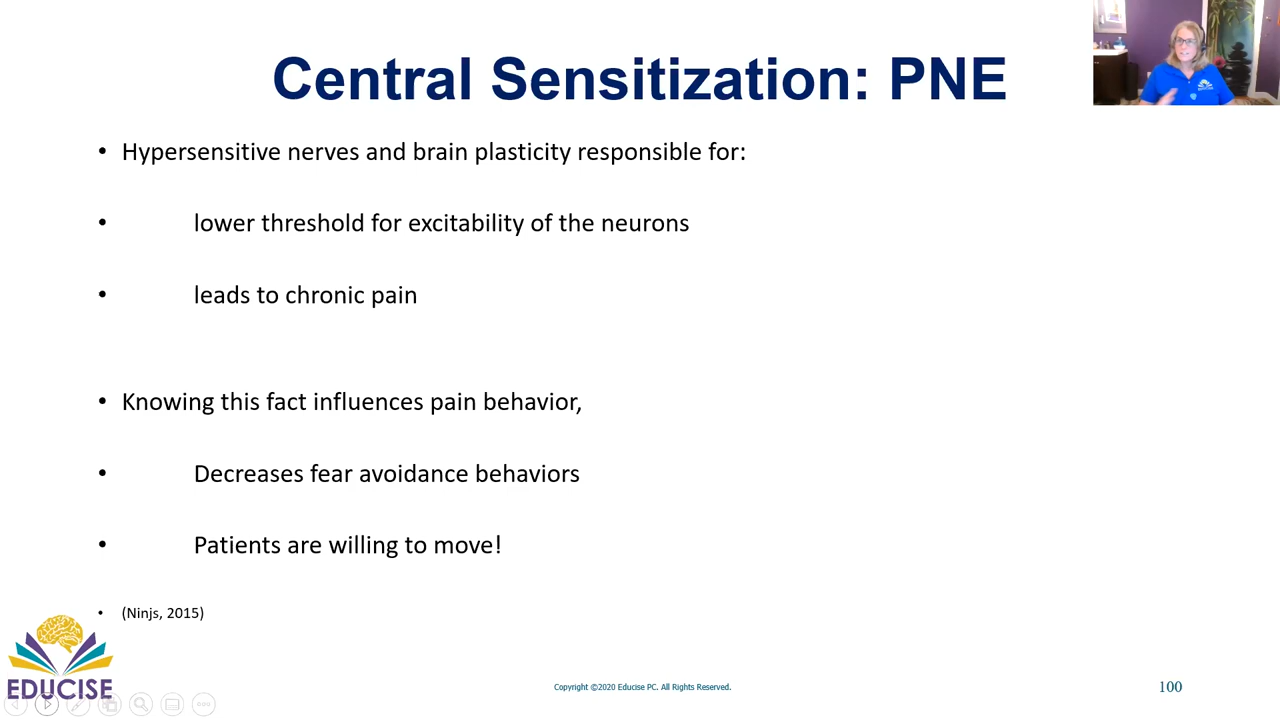 Central Sensitization: PNE
• Hypersensitive nerves and brain plasticity responsible for:
• lower threshold for excitability of the neurons
• leads to chronic pain
• Knowing this fact influences pain behavior,
• Decreases fear avoidance behaviors
• Patients are willing to move!
• (Ninjs, 2015)
EDUCISE
Copyright ©2020 Educise PC. All Rights Reserved.
100